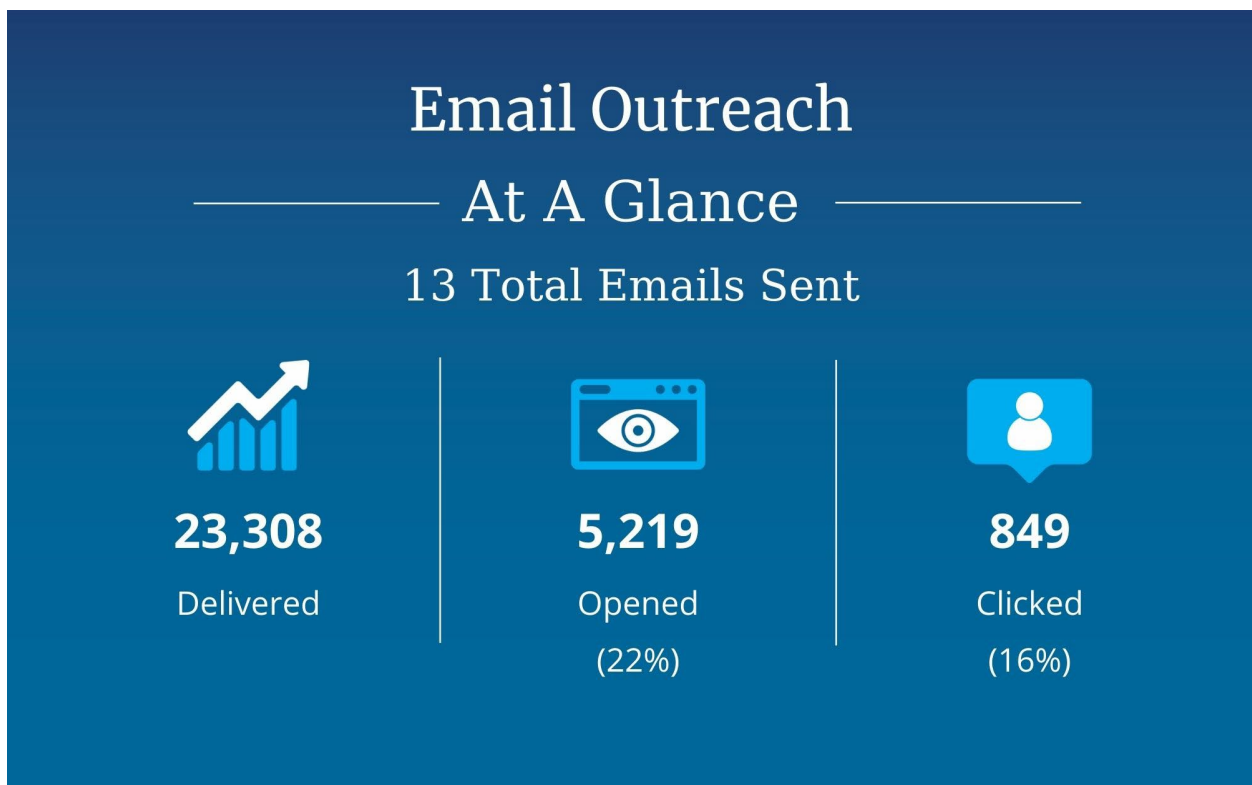 Email Outreach
At A Glance
13 Total Emails Sent
23,308
Delivered
5,219
Opened
(22%)
849
Clicked
(16%)